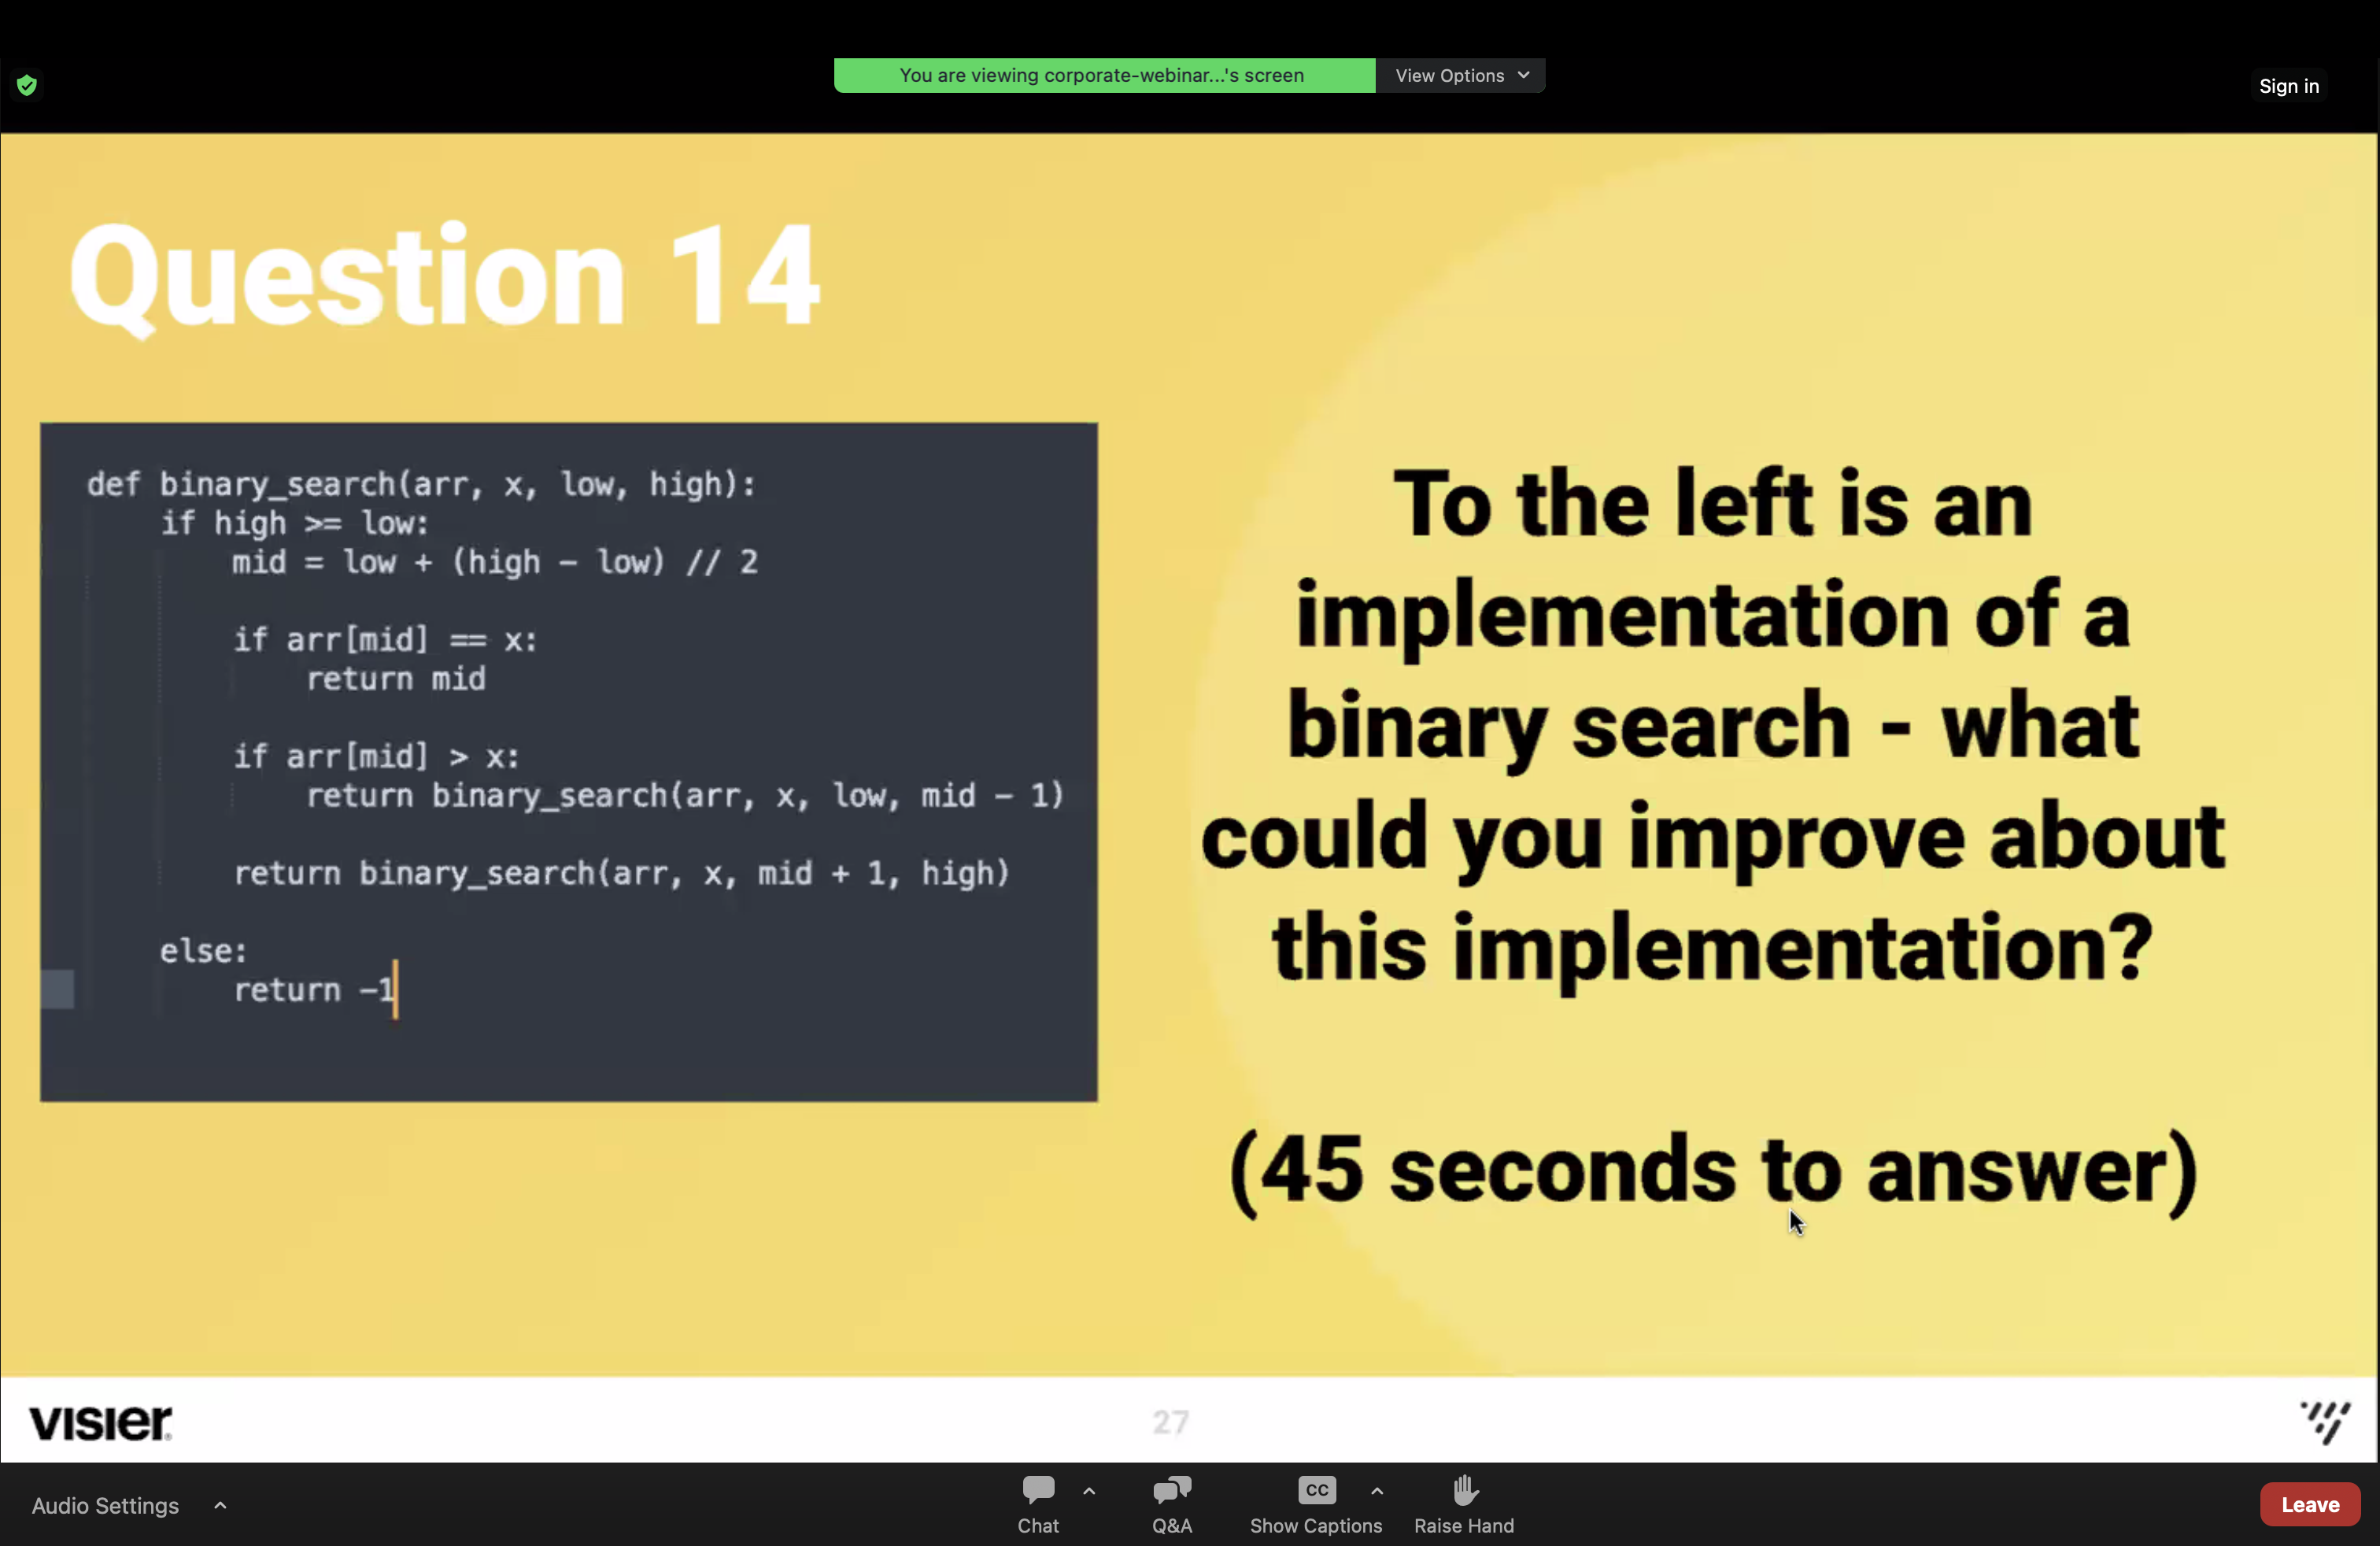 You are viewing corporate-webinar...'s screen
View Options
Sign in
Question 14
def binary_search(arr, x, low, high):
    if high >= low:
        mid = low + (high - low) // 2
        if arr[mid] == x:
            return mid
        if arr[mid] > x:
            return binary_search(arr, x, low, mid - 1)
        return binary_search(arr, x, mid + 1, high)
    else:
        return -1
To the left is an
implementation of a
binary search - what
could you improve about
this implementation?
(45 seconds to answer)
visier
27
Audio Settings
Chat
Q&A
CC
Show Captions
Raise Hand
Leave